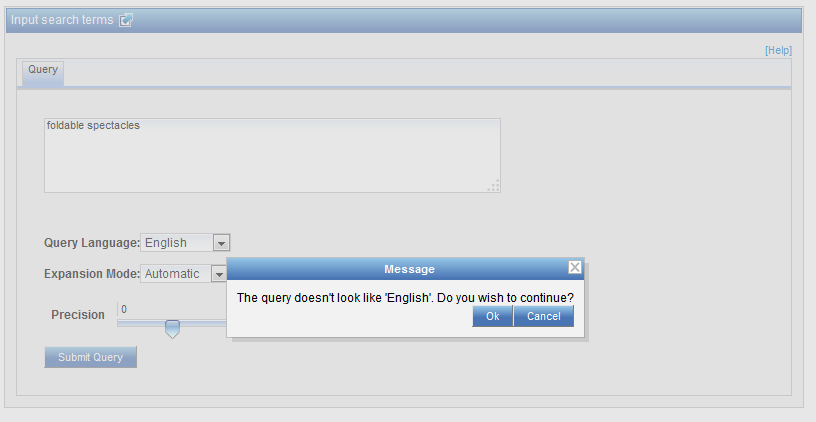 Input search terms
[Help]
Query
foldable spectacles
Query Language: English
Expansion Mode: Automatic
Message
The query doesn't look like 'English'. Do you wish to continue?
Ok Cancel
Precision 0
Submit Query